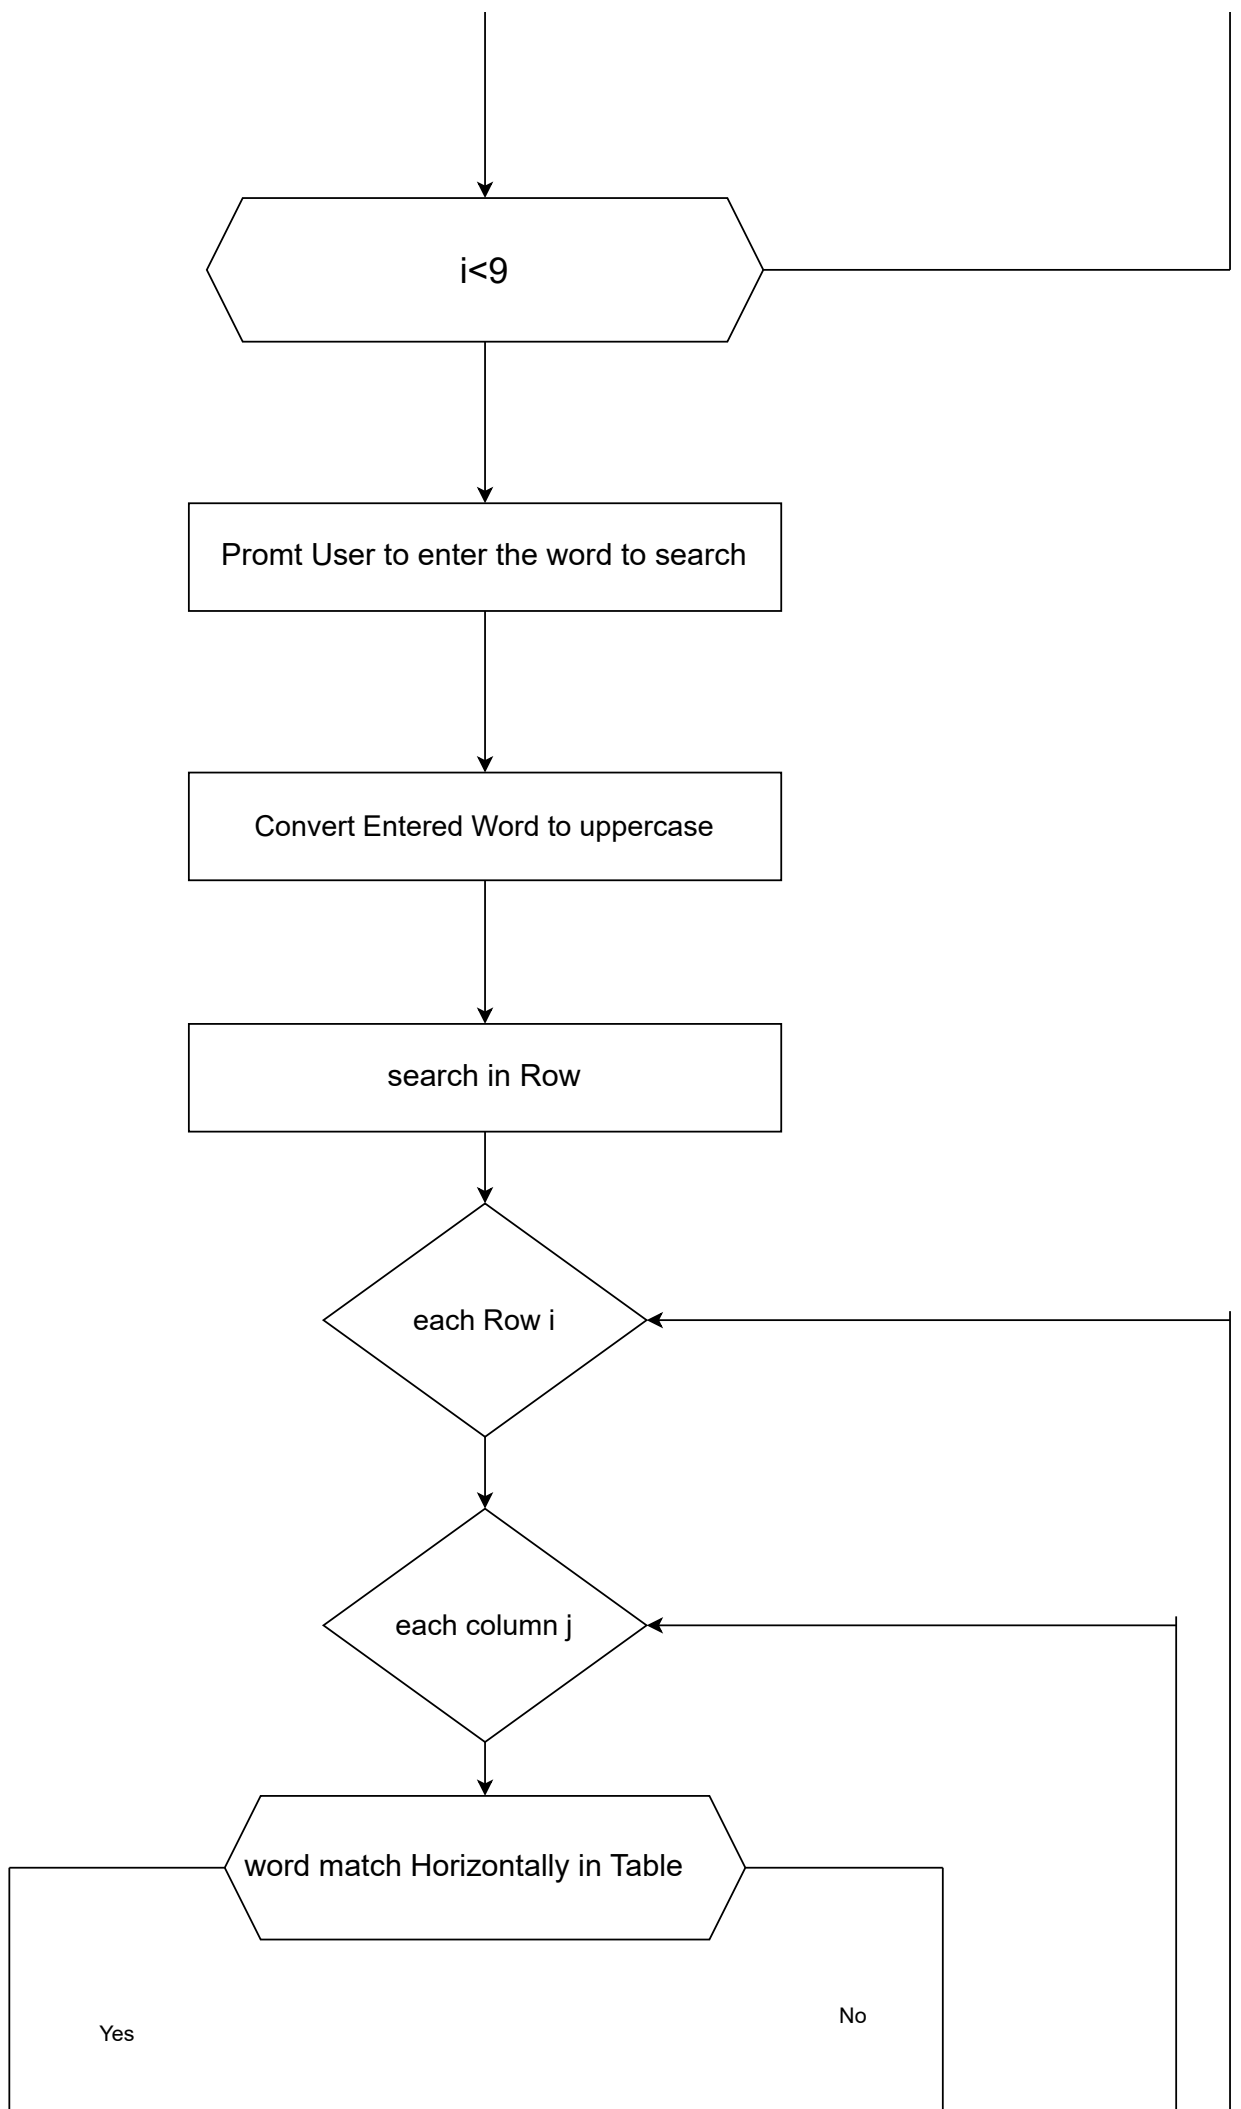 i<9
Promt User to enter the word to search
Convert Entered Word to uppercase
search in Row
each Row i
each column j
word match Horizontally in Table
Yes
No